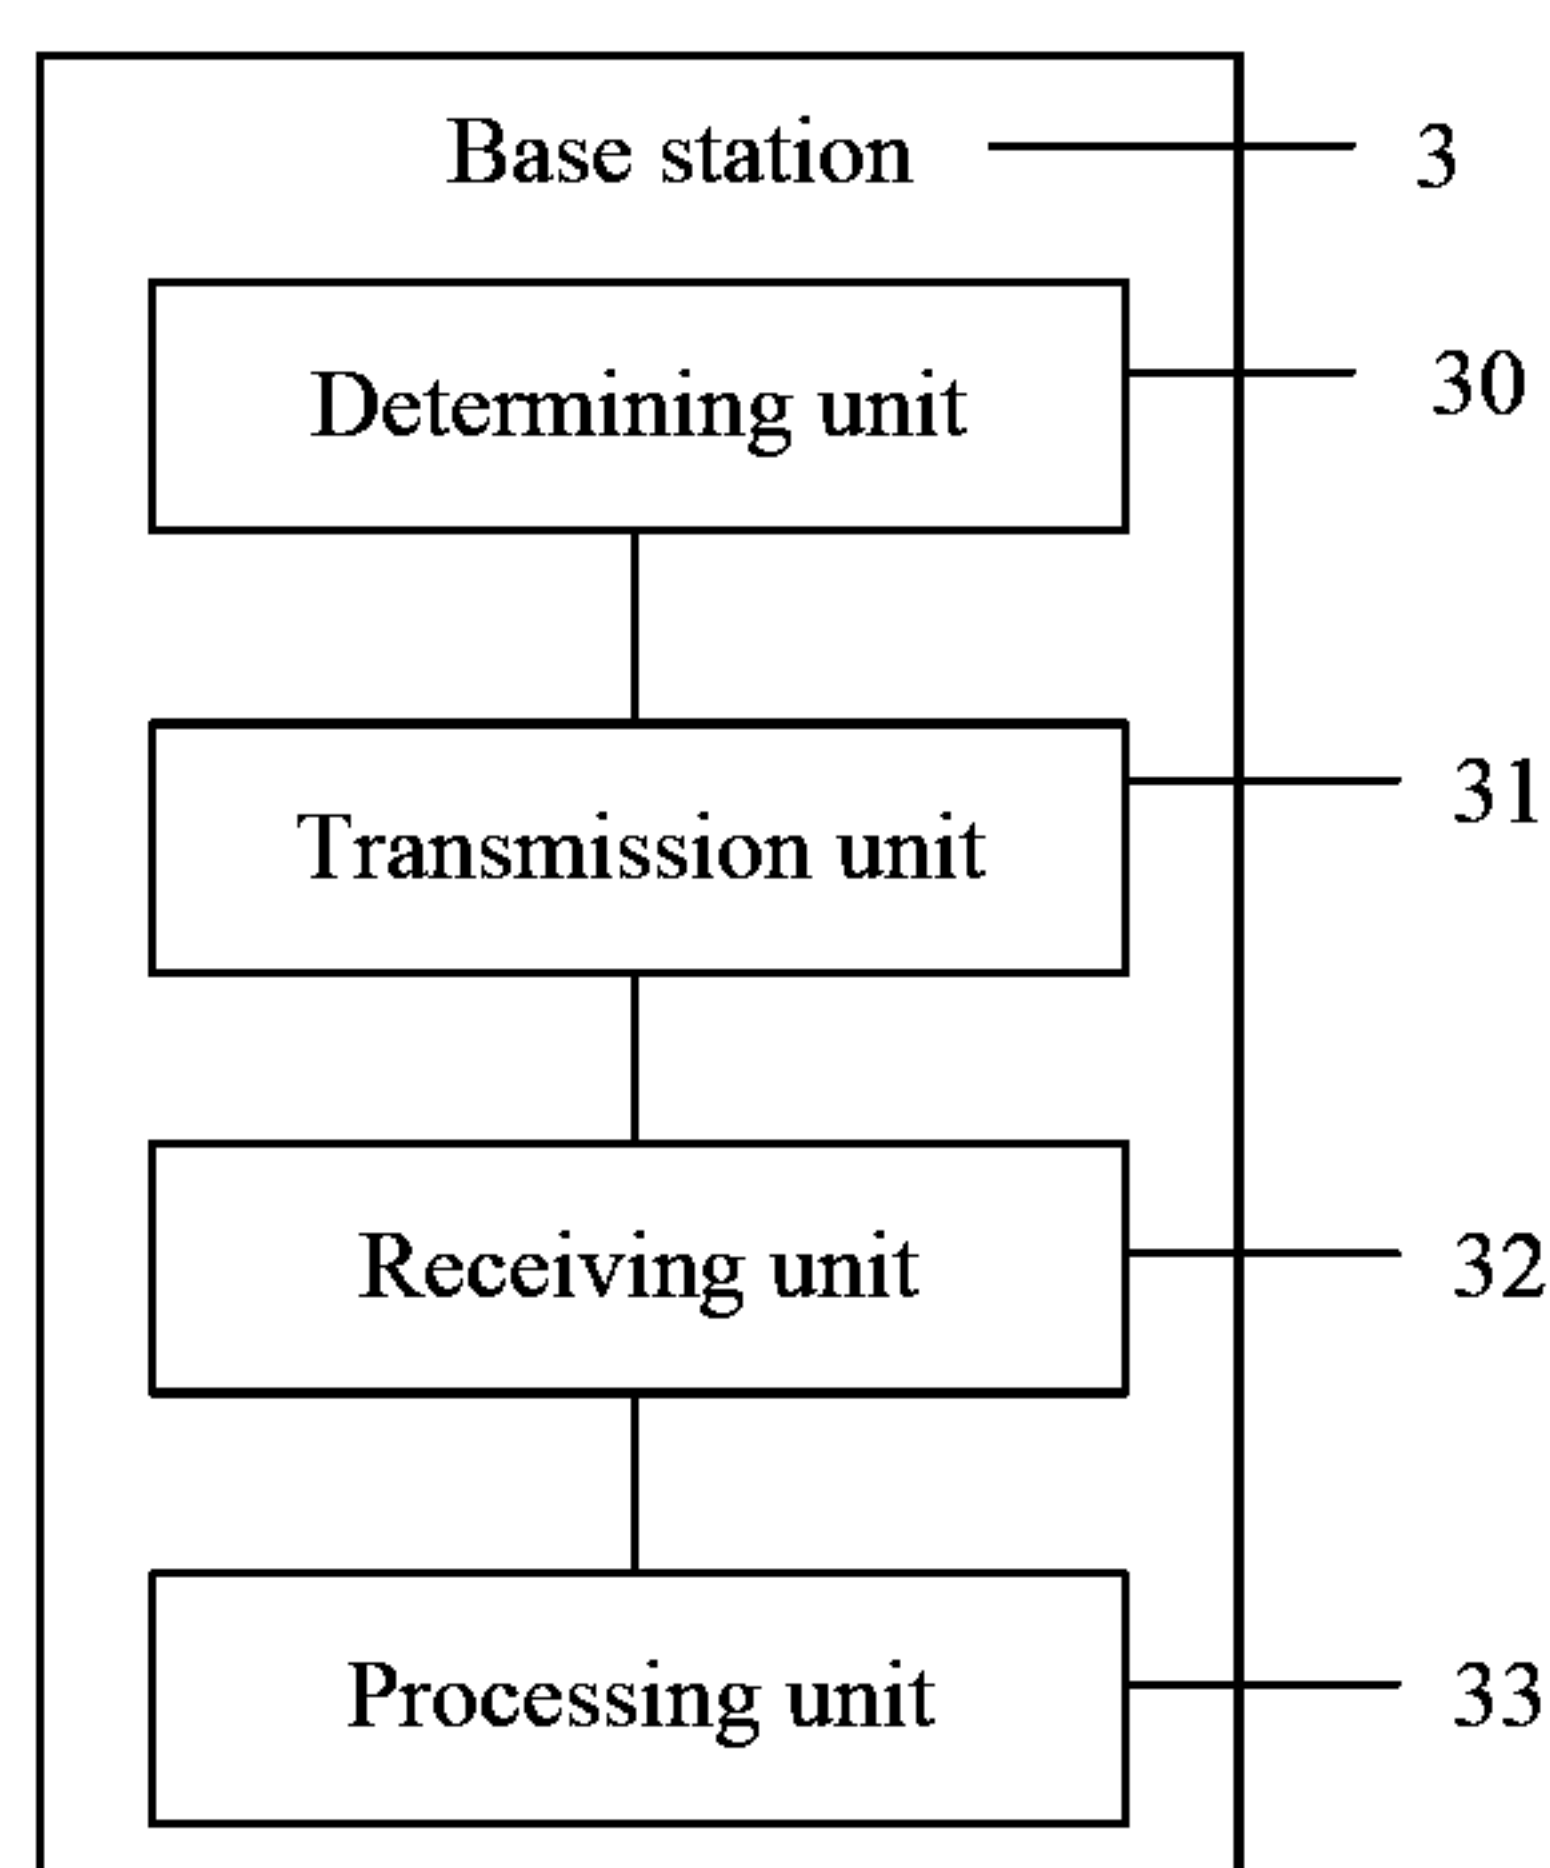 Base station 3
Determining unit 30
Transmission unit 31
Receiving unit 32
Processing unit 33